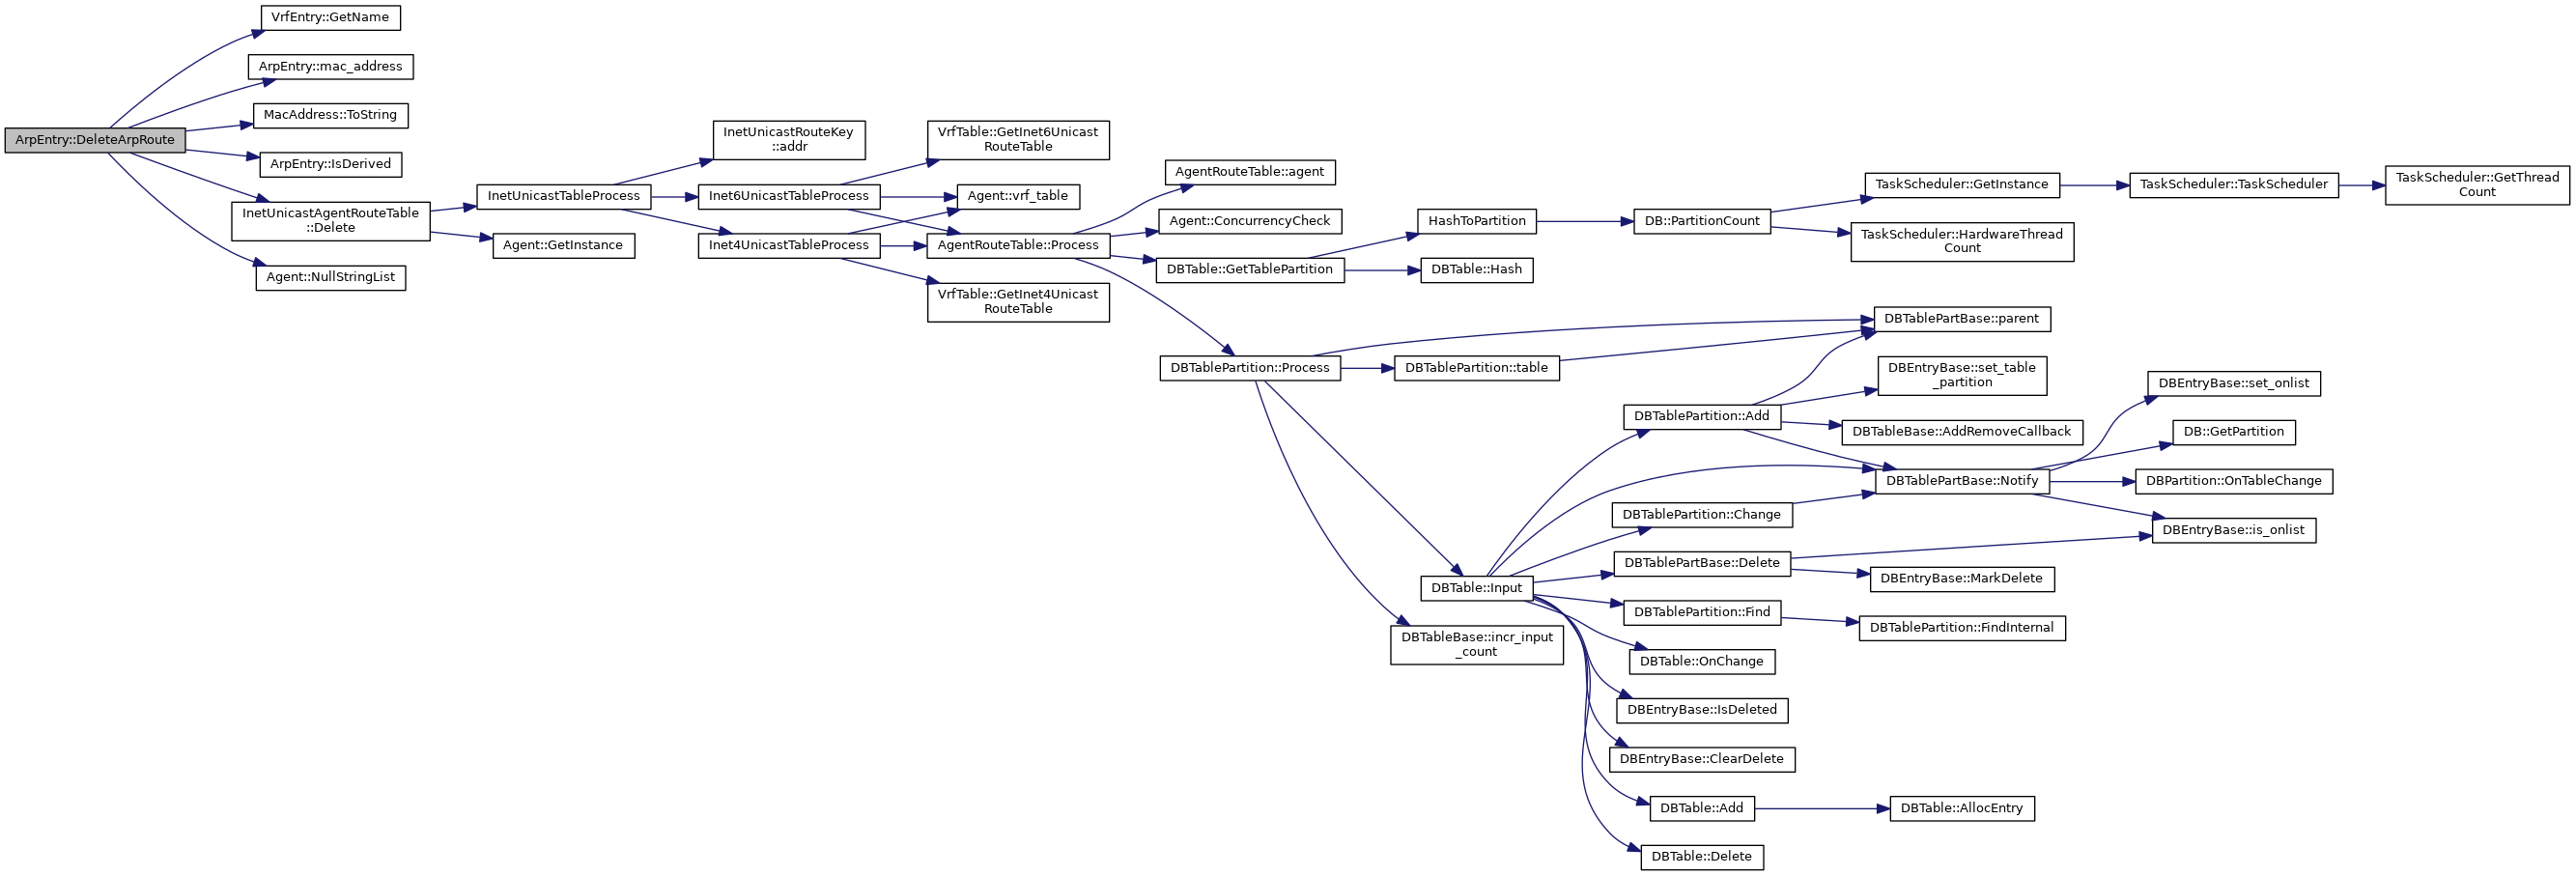 VrfEntry::GetName
ArpEntry::mac_address
MacAddress::ToString
ArpEntry::DeleteArpRoute
ArpEntry::IsDerived
InetUnicastAgentRouteTable
::Delete
Agent::NullStringList
InetUnicastTableProcess
Agent::GetInstance
InetUnicastRouteKey
::addr
Inet6UnicastTableProcess
Inet4UnicastTableProcess
VrfTable::GetInet6Unicast
RouteTable
Agent::vrf_table
AgentRouteTable::Process
VrfTable::GetInet4Unicast
RouteTable
AgentRouteTable::agent
Agent::ConcurrencyCheck
DBTable::GetTablePartition
DBTablePartition::Process
HashToPartition
DBTable::Hash
DBTablePartition::table
DBTable::Input
DBTableBase::incr_input
_count
DB::PartitionCount
TaskScheduler::GetInstance
TaskScheduler::HardwareThread
Count
TaskScheduler::TaskScheduler
TaskScheduler::GetThread
Count
DBTablePartBase::parent
DBTablePartition::Add
DBEntryBase::set_table
_partition
DBTableBase::AddRemoveCallback
DBTablePartBase::Notify
DBTablePartition::Change
DBTablePartBase::Delete
DBEntryBase::MarkDelete
DBTablePartition::Find
DBTablePartition::FindInternal
DBTable::OnChange
DBEntryBase::IsDeleted
DBEntryBase::ClearDelete
DBTable::Add
DBTable::AllocEntry
DBTable::Delete
DBEntryBase::set_onlist
DB::GetPartition
DBPartition::OnTableChange
DBEntryBase::is_onlist